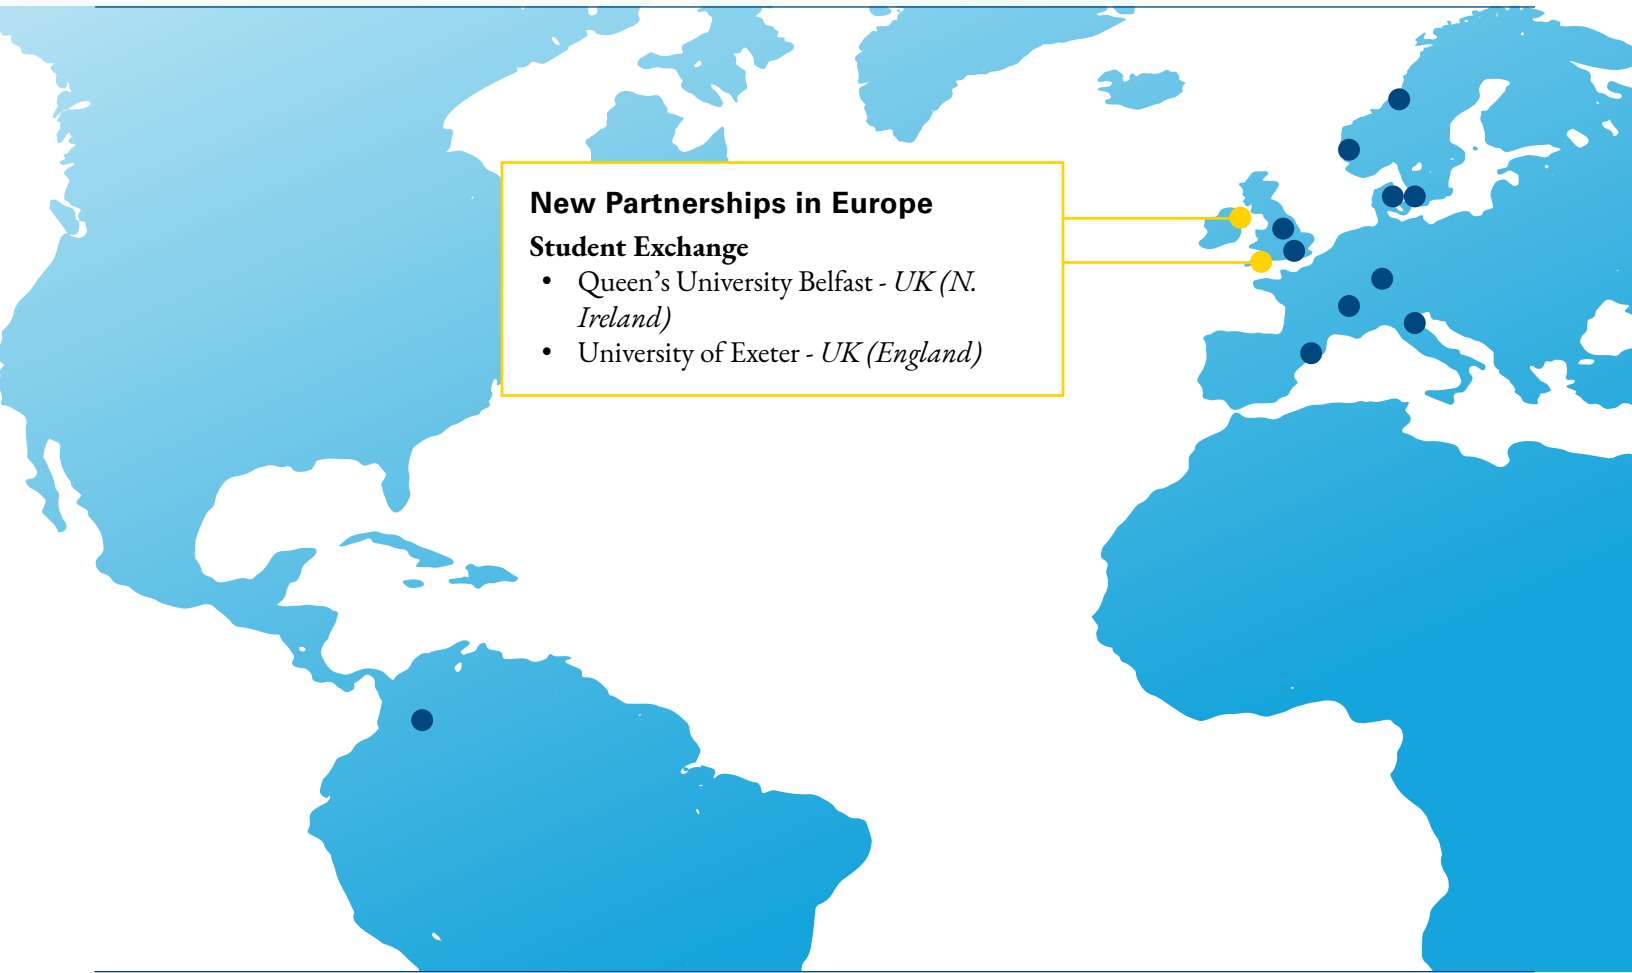 New Partnerships in Europe
Student Exchange
• Queen’s University Belfast - UK (N.
Ireland)
• University of Exeter - UK (England)